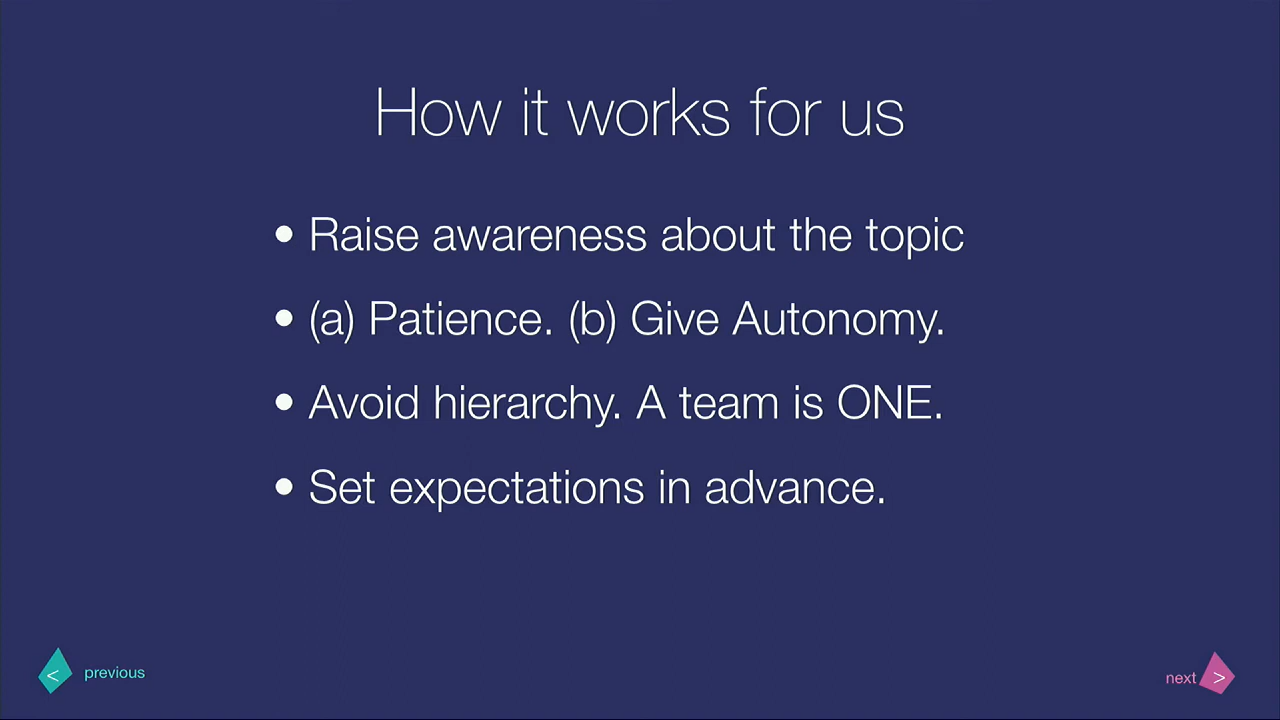 How it works for us
• Raise awareness about the topic
• (a) Patience. (b) Give Autonomy.
• Avoid hierarchy. A team is ONE.
• Set expectations in advance.
< previous
next >